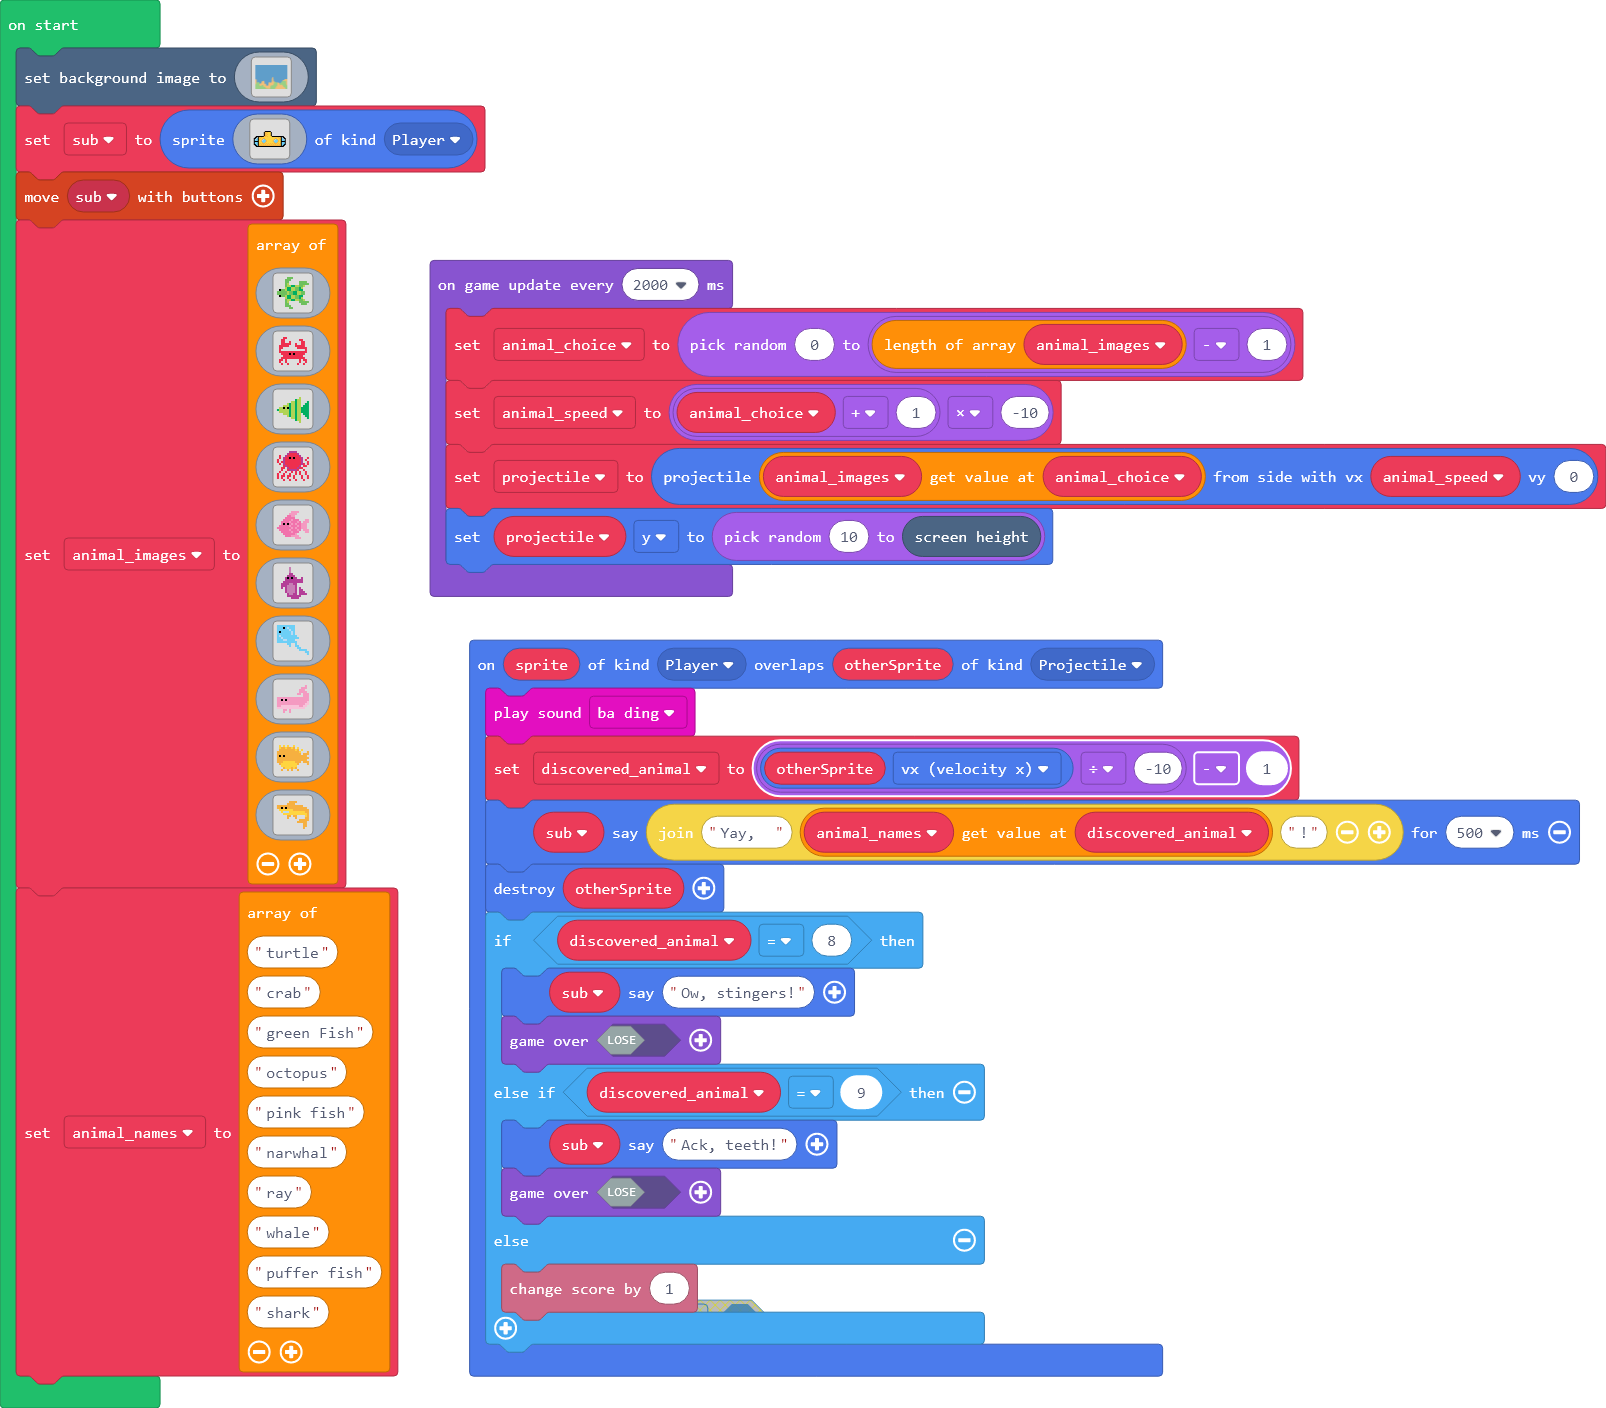 on start
set background image to
set sub to sprite of kind Player
move sub with buttons
set animal_images to array of
set animal_names to array of
"turtle"
"crab"
"green Fish"
"octopus"
"pink fish"
"narwhal"
"ray"
"whale"
"puffer fish"
"shark"
on game update every 2000 ms
set animal_choice to pick random 0 to length of array animal_images - 1
set animal_speed to animal_choice + 1 × -10
set projectile to projectile animal_images get value at animal_choice from side with vx animal_speed vy 0
set projectile y to pick random 10 to screen height
on sprite of kind Player overlaps otherSprite of kind Projectile
play sound ba ding
set discovered_animal to otherSprite vx (velocity x) ÷ -10 - 1
sub say join "Yay, " animal_names get value at discovered_animal "!" for 500 ms
destroy otherSprite
if discovered_animal = 8 then
sub say "Ow, stingers!"
game over LOSE
else if discovered_animal = 9 then
sub say "Ack, teeth!"
game over LOSE
else
change score by 1